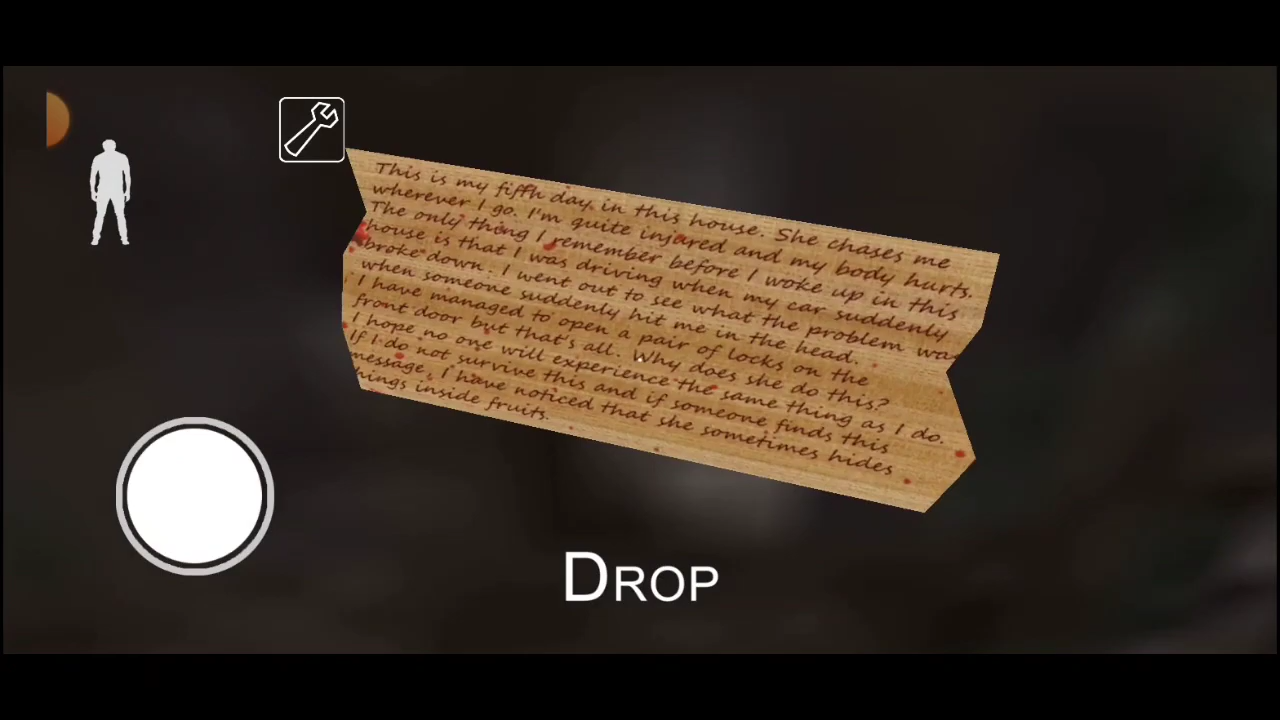 This is my fifth day in this house. She chases me
wherever I go. I'm quite injured and my body hurts.
The only thing I remember before I woke up in this
house is that I was driving when my car suddenly
broke down. I went out to see what the problem was
when someone suddenly hit me in the head.
I have managed to open a pair of locks on the
front door but that's all. Why does she do this?
I hope no one will experience the same thing as I do.
If I do not survive this and if someone finds this
message, I have noticed that she sometimes hides
things inside fruits.
DROP